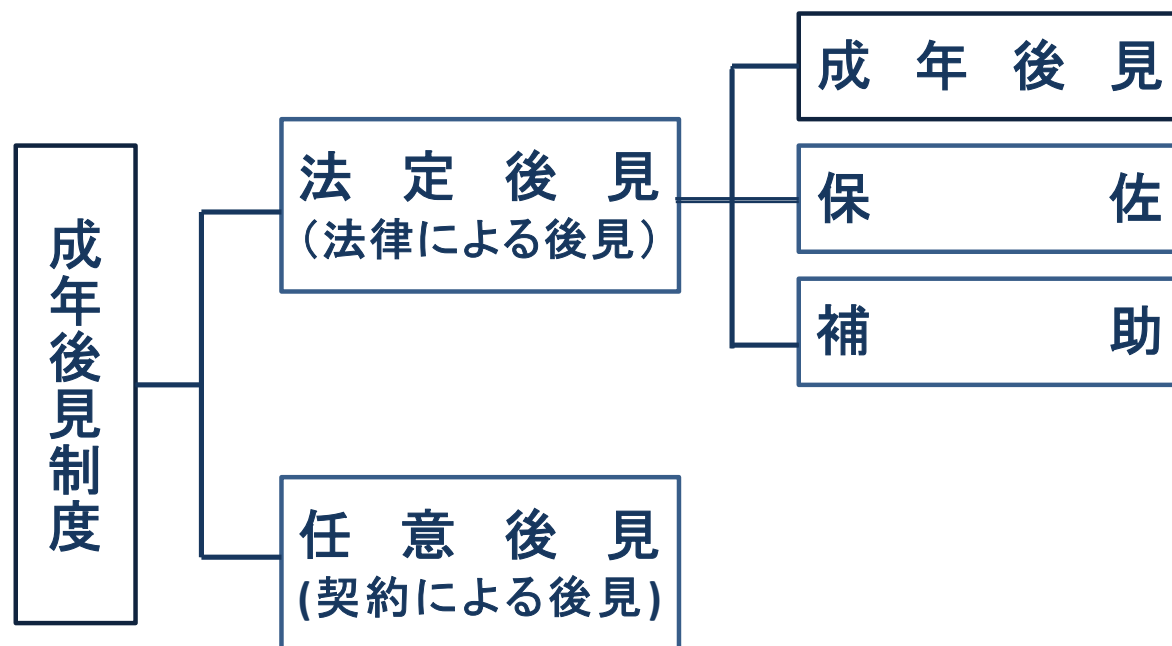 成年後見制度
法定後見
（法律による後見）
成年後見
保佐
補助
任意後見
(契約による後見)